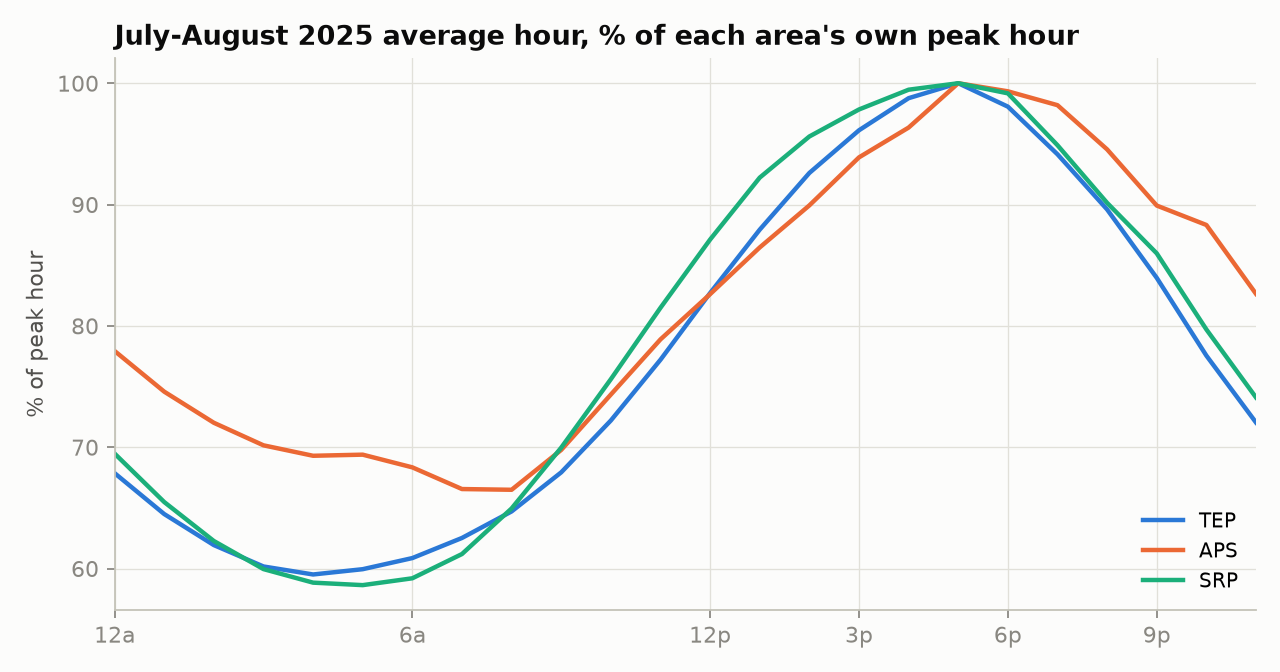 July-August 2025 average hour, % of each area's own peak hour
% of peak hour
100
90
80
70
60
12a
6a
12p
3p
6p
9p
TEP
APS
SRP